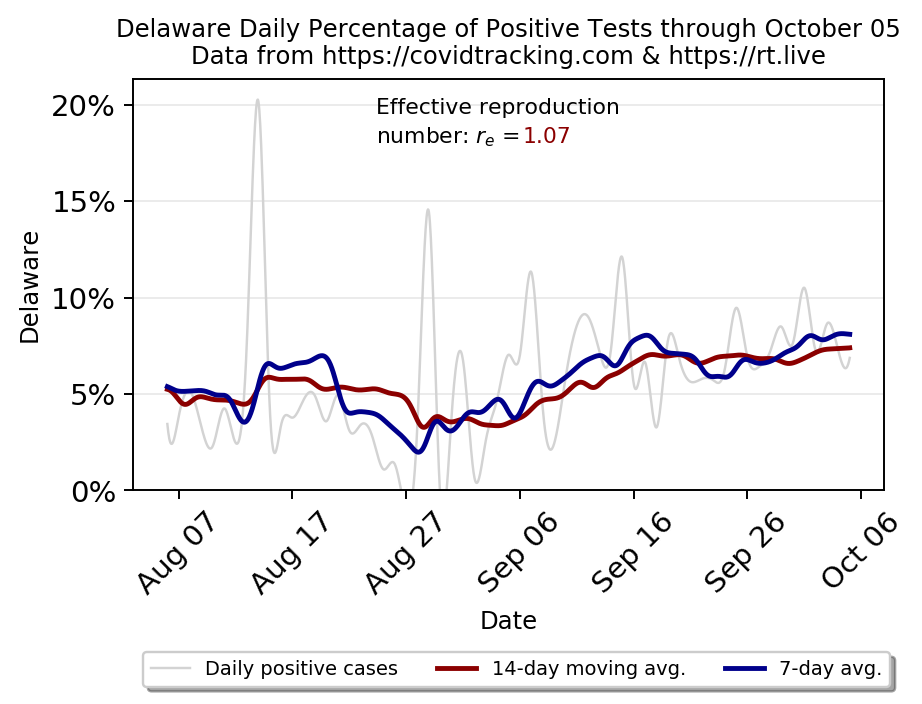 Delaware Daily Percentage of Positive Tests through October 05
Data from https://covidtracking.com & https://rt.live
Effective reproduction
number: rₑ =1.07
20%
15%
10%
5%
0%
Delaware
Aug 07
Aug 17
Aug 27
Sep 06
Sep 16
Sep 26
Oct 06
Date
Daily positive cases
14-day moving avg.
7-day avg.